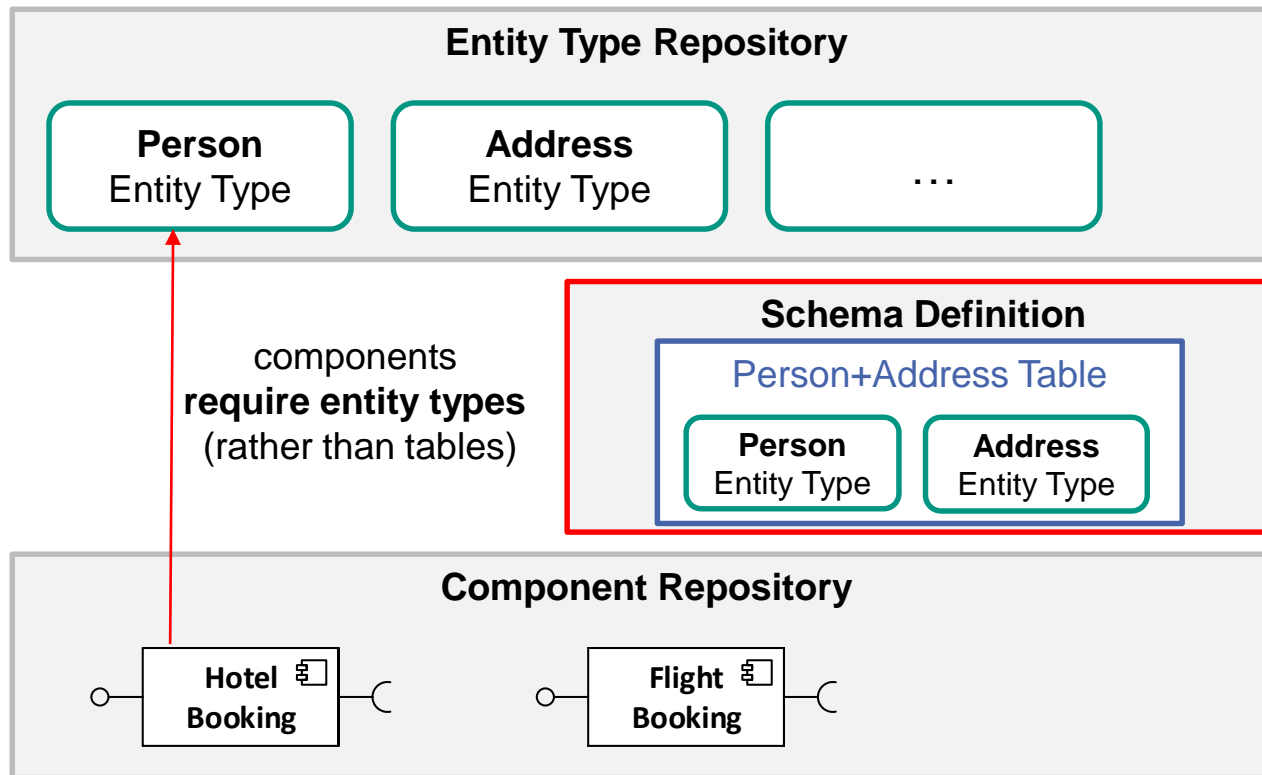 Entity Type Repository
Person
Entity Type
Address
Entity Type
...
Schema Definition
Person+Address Table
Person
Entity Type
Address
Entity Type
components
require entity types
(rather than tables)
Component Repository
Hotel
Booking
Flight
Booking